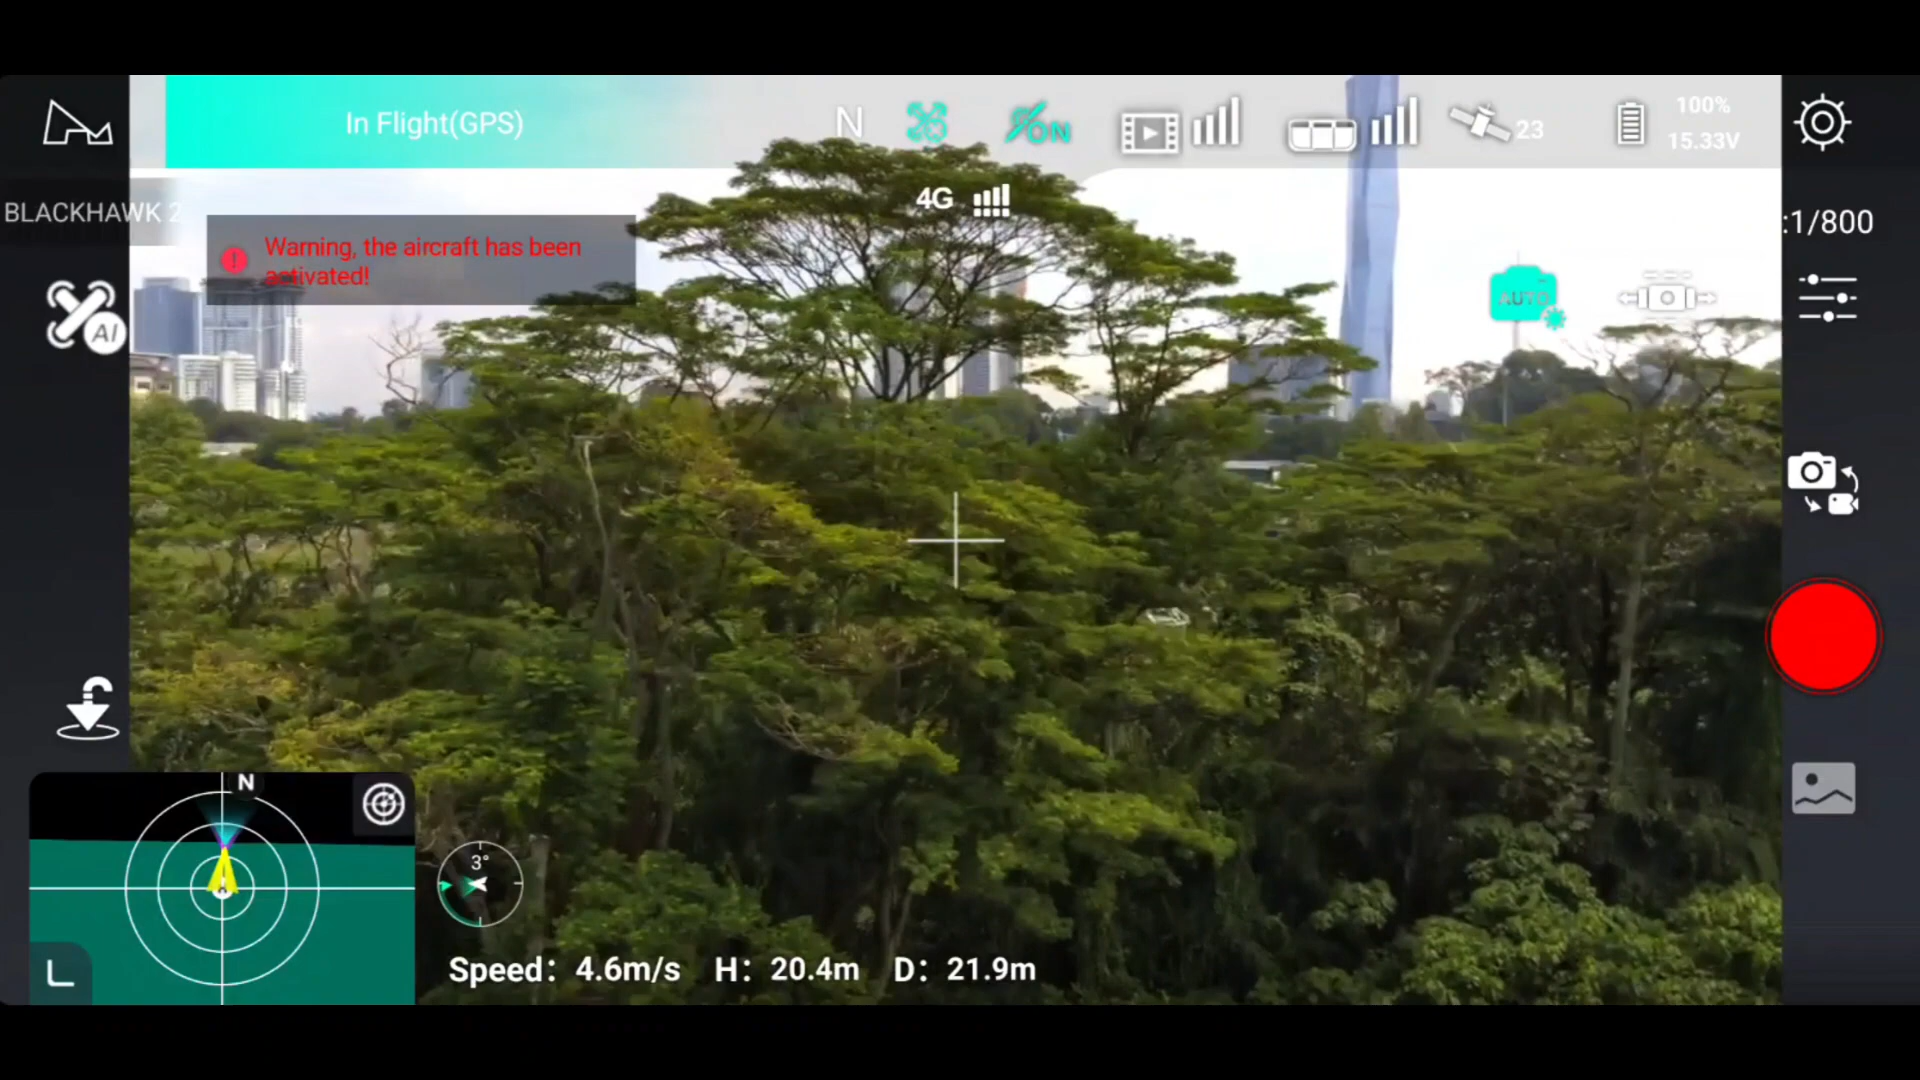 In Flight(GPS)
N
ON
23
100%
15.33V
BLACKHAWK 2
4G
:1/800
Warning, the aircraft has been
activated!
AUTO
AI
N
3°
Speed: 4.6m/s H: 20.4m D: 21.9m